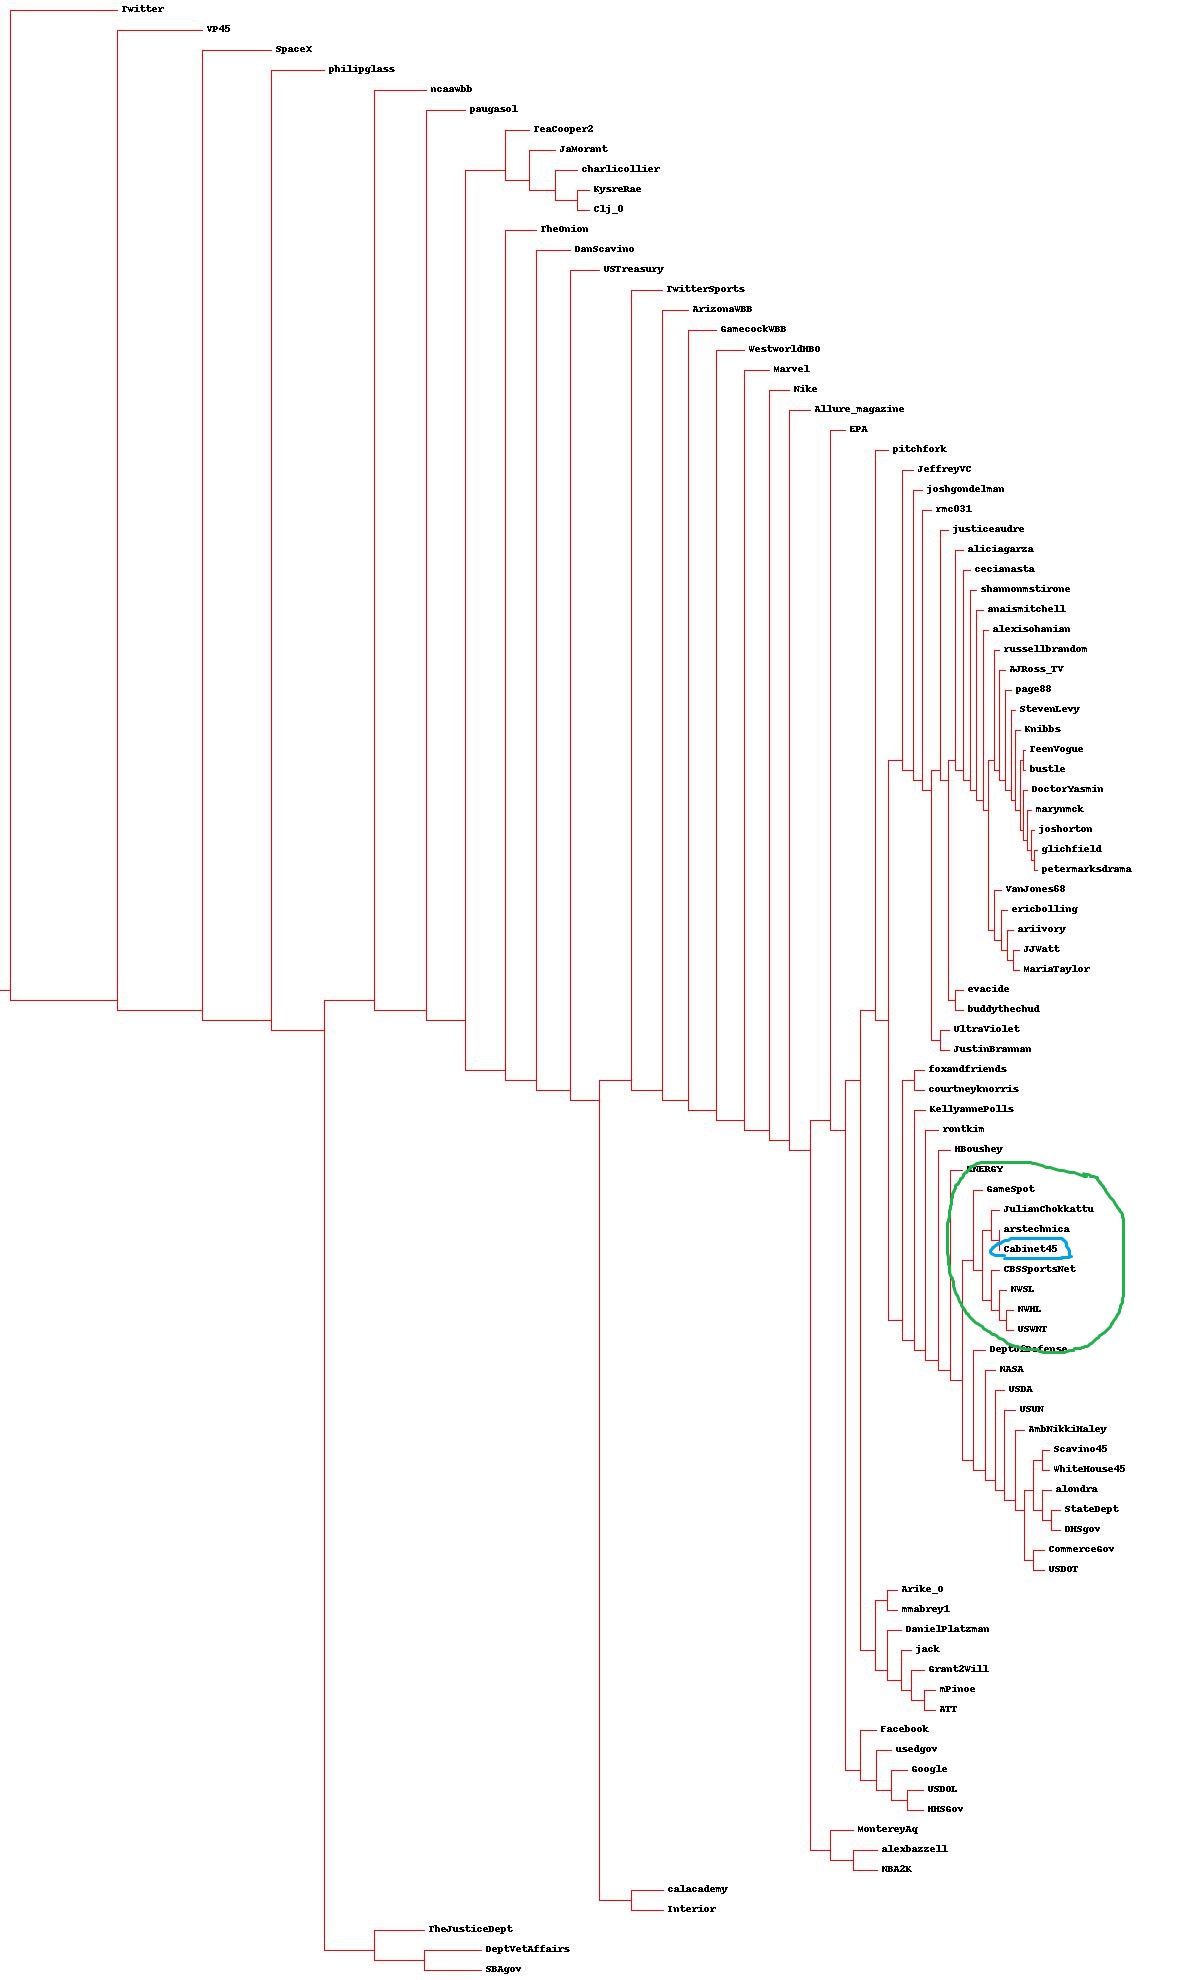 Twitter
VP45
SpaceX
philipglass
ncaawbb
paugasol
TeaCooper2
JaMorant
charlicollier
KysreRae
Clj_0
TheOnion
DanScavino
USTreasury
TwitterSports
ArizonaWBB
GamecockWBB
WestworldHBO
Marvel
Nike
Allure_magazine
EPA
pitchfork
JeffreyVC
joshgondelman
rmc031
justiceaudre
aliciagarza
cecianasta
shannonmstirone
anaismitchell
alexisohanian
russellbrandom
AJRoss_TV
page88
StevenLevy
Knibbs
TeenVogue
bustle
DoctorYasmin
marynmck
joshorton
glichfield
petermarksdrama
VanJones68
ericbolling
ariivory
JJWatt
MariaTaylor
evacide
buddythechud
UltraViolet
JustinBrannan
foxandfriends
courtneyknorris
KellyannePolls
rontkim
HBoushey
ENERGY
GameSpot
JulianChokkattu
arstechnica
Cabinet45
CBSSportsNet
NWSL
NWHL
USWNT
DeptofDefense
NASA
USDA
USUN
AmbNikkiHaley
Scavino45
WhiteHouse45
alondra
StateDept
DHSgov
CommerceGov
USDOT
Arike_O
mmabrey1
DanielPlatzman
jack
Grant2Will
mPinoe
ATT
Facebook
usedgov
Google
USDOL
HHSGov
MontereyAq
alexbazzell
NBA2K
calacademy
Interior
TheJusticeDept
DeptVetAffairs
SBAgov